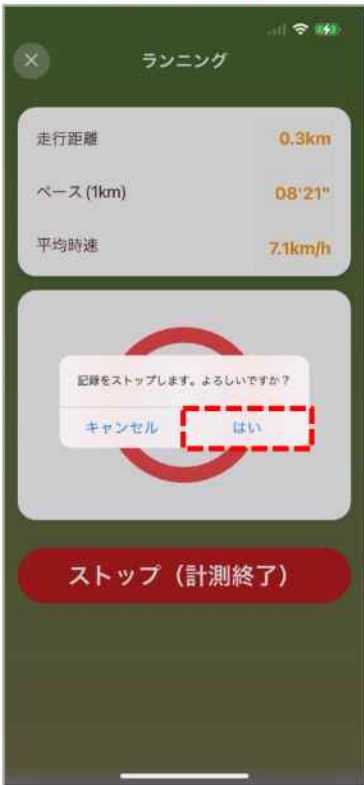 ランニング
走行距離 0.3km
ペース (1km) 08'21"
平均時速 7.1km/h
記録をストップします。よろしいですか？
キャンセル はい
ストップ（計測終了）